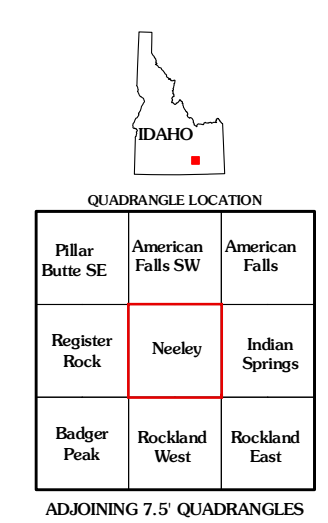 IDAHO
QUADRANGLE LOCATION
Pillar
Butte SE
American
Falls SW
American
Falls
Register
Rock
Neeley
Indian
Springs
Badger
Peak
Rockland
West
Rockland
East
ADJOINING 7.5' QUADRANGLES